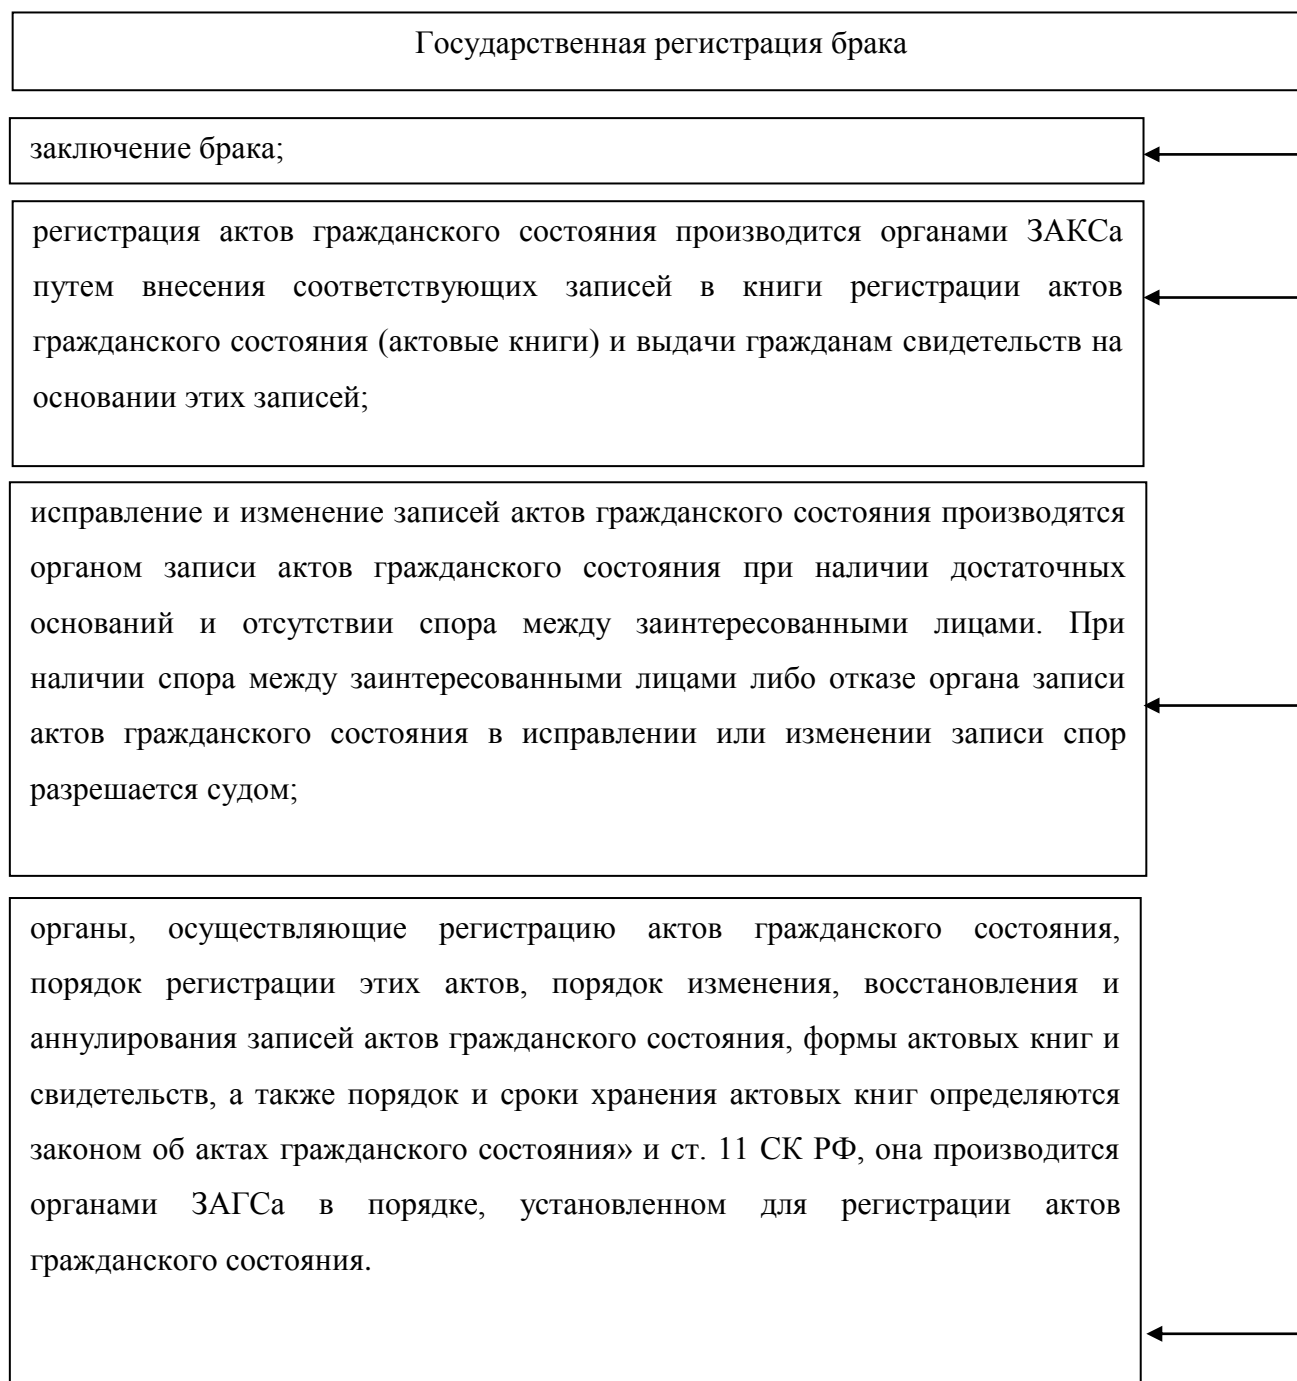 Государственная регистрация брака
заключение брака;
регистрация актов гражданского состояния производится органами ЗАКСа
путем внесения соответствующих записей в книги регистрации актов
гражданского состояния (актовые книги) и выдачи гражданам свидетельств на
основании этих записей;
исправление и изменение записей актов гражданского состояния производятся
органом записи актов гражданского состояния при наличии достаточных
оснований и отсутствии спора между заинтересованными лицами. При
наличии спора между заинтересованными лицами либо отказе органа записи
актов гражданского состояния в исправлении или изменении записи спор
разрешается судом;
органы, осуществляющие регистрацию актов гражданского состояния,
порядок регистрации этих актов, порядок изменения, восстановления и
аннулирования записей актов гражданского состояния, формы актовых книг и
свидетельств, а также порядок и сроки хранения актовых книг определяются
законом об актах гражданского состояния» и ст. 11 СК РФ, она производится
органами ЗАГСа в порядке, установленном для регистрации актов
гражданского состояния.